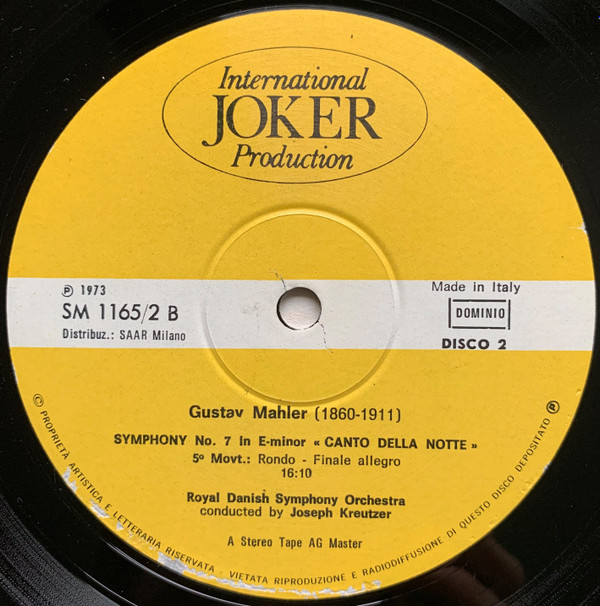 International
JOKER
Production
℗ 1973
SM 1165/2 B
Distribuz.: SAAR Milano
Made in Italy
DOMINIO
DISCO 2
Gustav Mahler (1860-1911)
SYMPHONY No. 7 In E-minor « CANTO DELLA NOTTE »
5º Movt.: Rondo - Finale allegro
16:10
Royal Danish Symphony Orchestra
conducted by Joseph Kreutzer
A Stereo Tape AG Master
© PROPRIETA ARTISTICA E LETTERARIA RISERVATA - VIETATA RIPRODUZIONE E RADIODIFFUSIONE DI QUESTO DISCO DEPOSITATO ℗